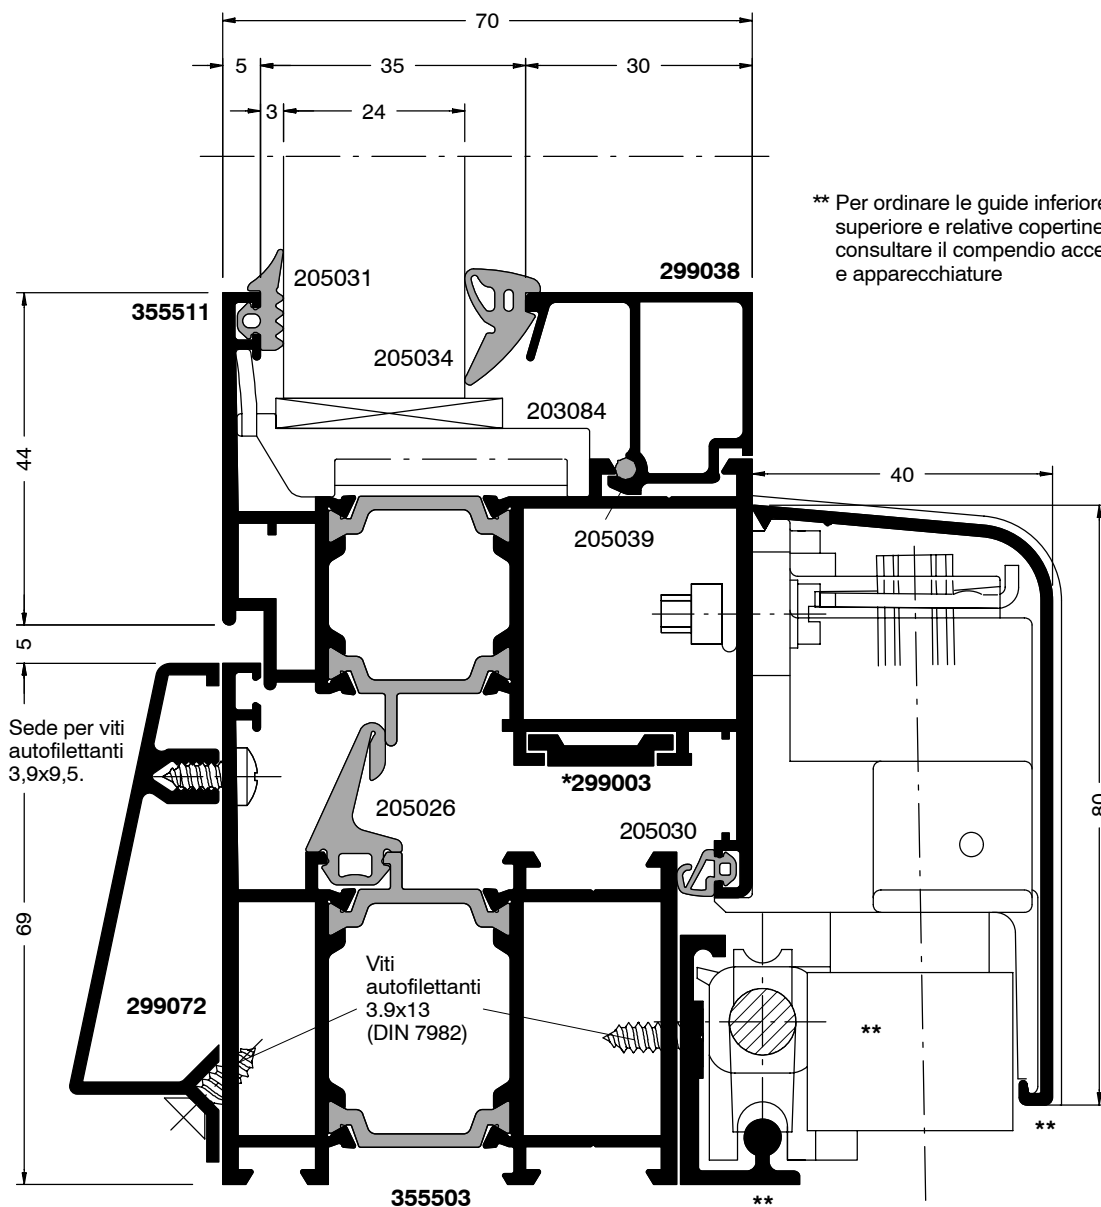 70
5
35
30
3
24
** Per ordinare le guide inferiore
superiore e relative copertine
consultare il compendio acce
e apparecchiature
205031
299038
355511
205034
203084
44
40
205039
5
Sede per viti
autofilettanti
3,9x9,5.
*299003
205026
205030
80
69
Viti
autofilettanti
3.9x13
(DIN 7982)
299072
**
**
355503
**